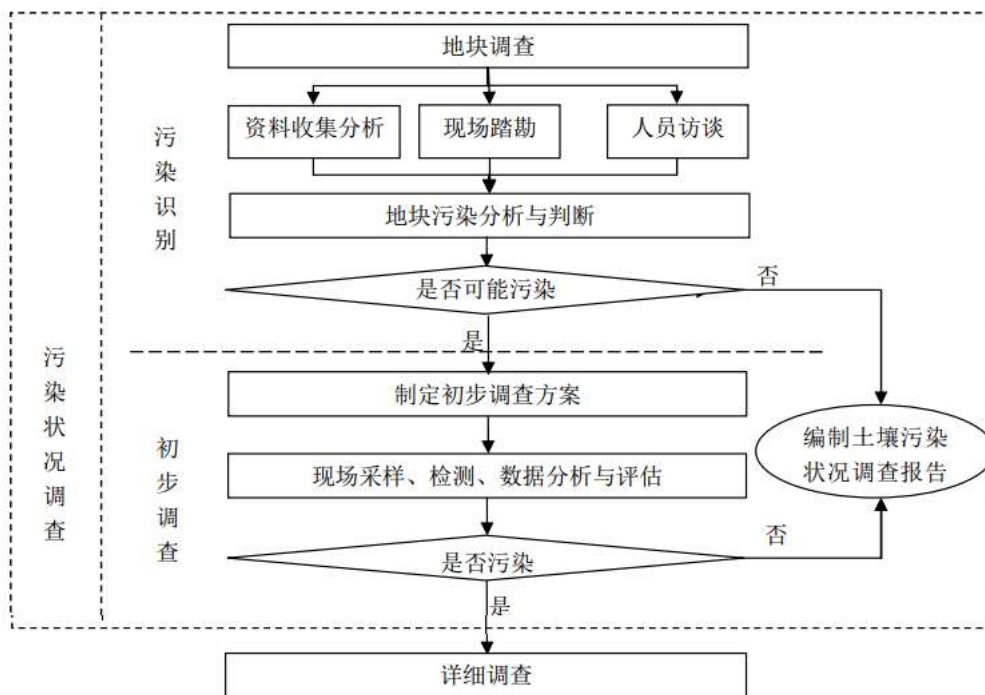 地块调查
资料收集分析
现场踏勘
人员访谈
污染识别
地块污染分析与判断
是否可能污染
否
是
污染状况调查
制定初步调查方案
初步调查
编制土壤污染
状况调查报告
现场采样、检测、数据分析与评估
是否污染
否
是
详细调查